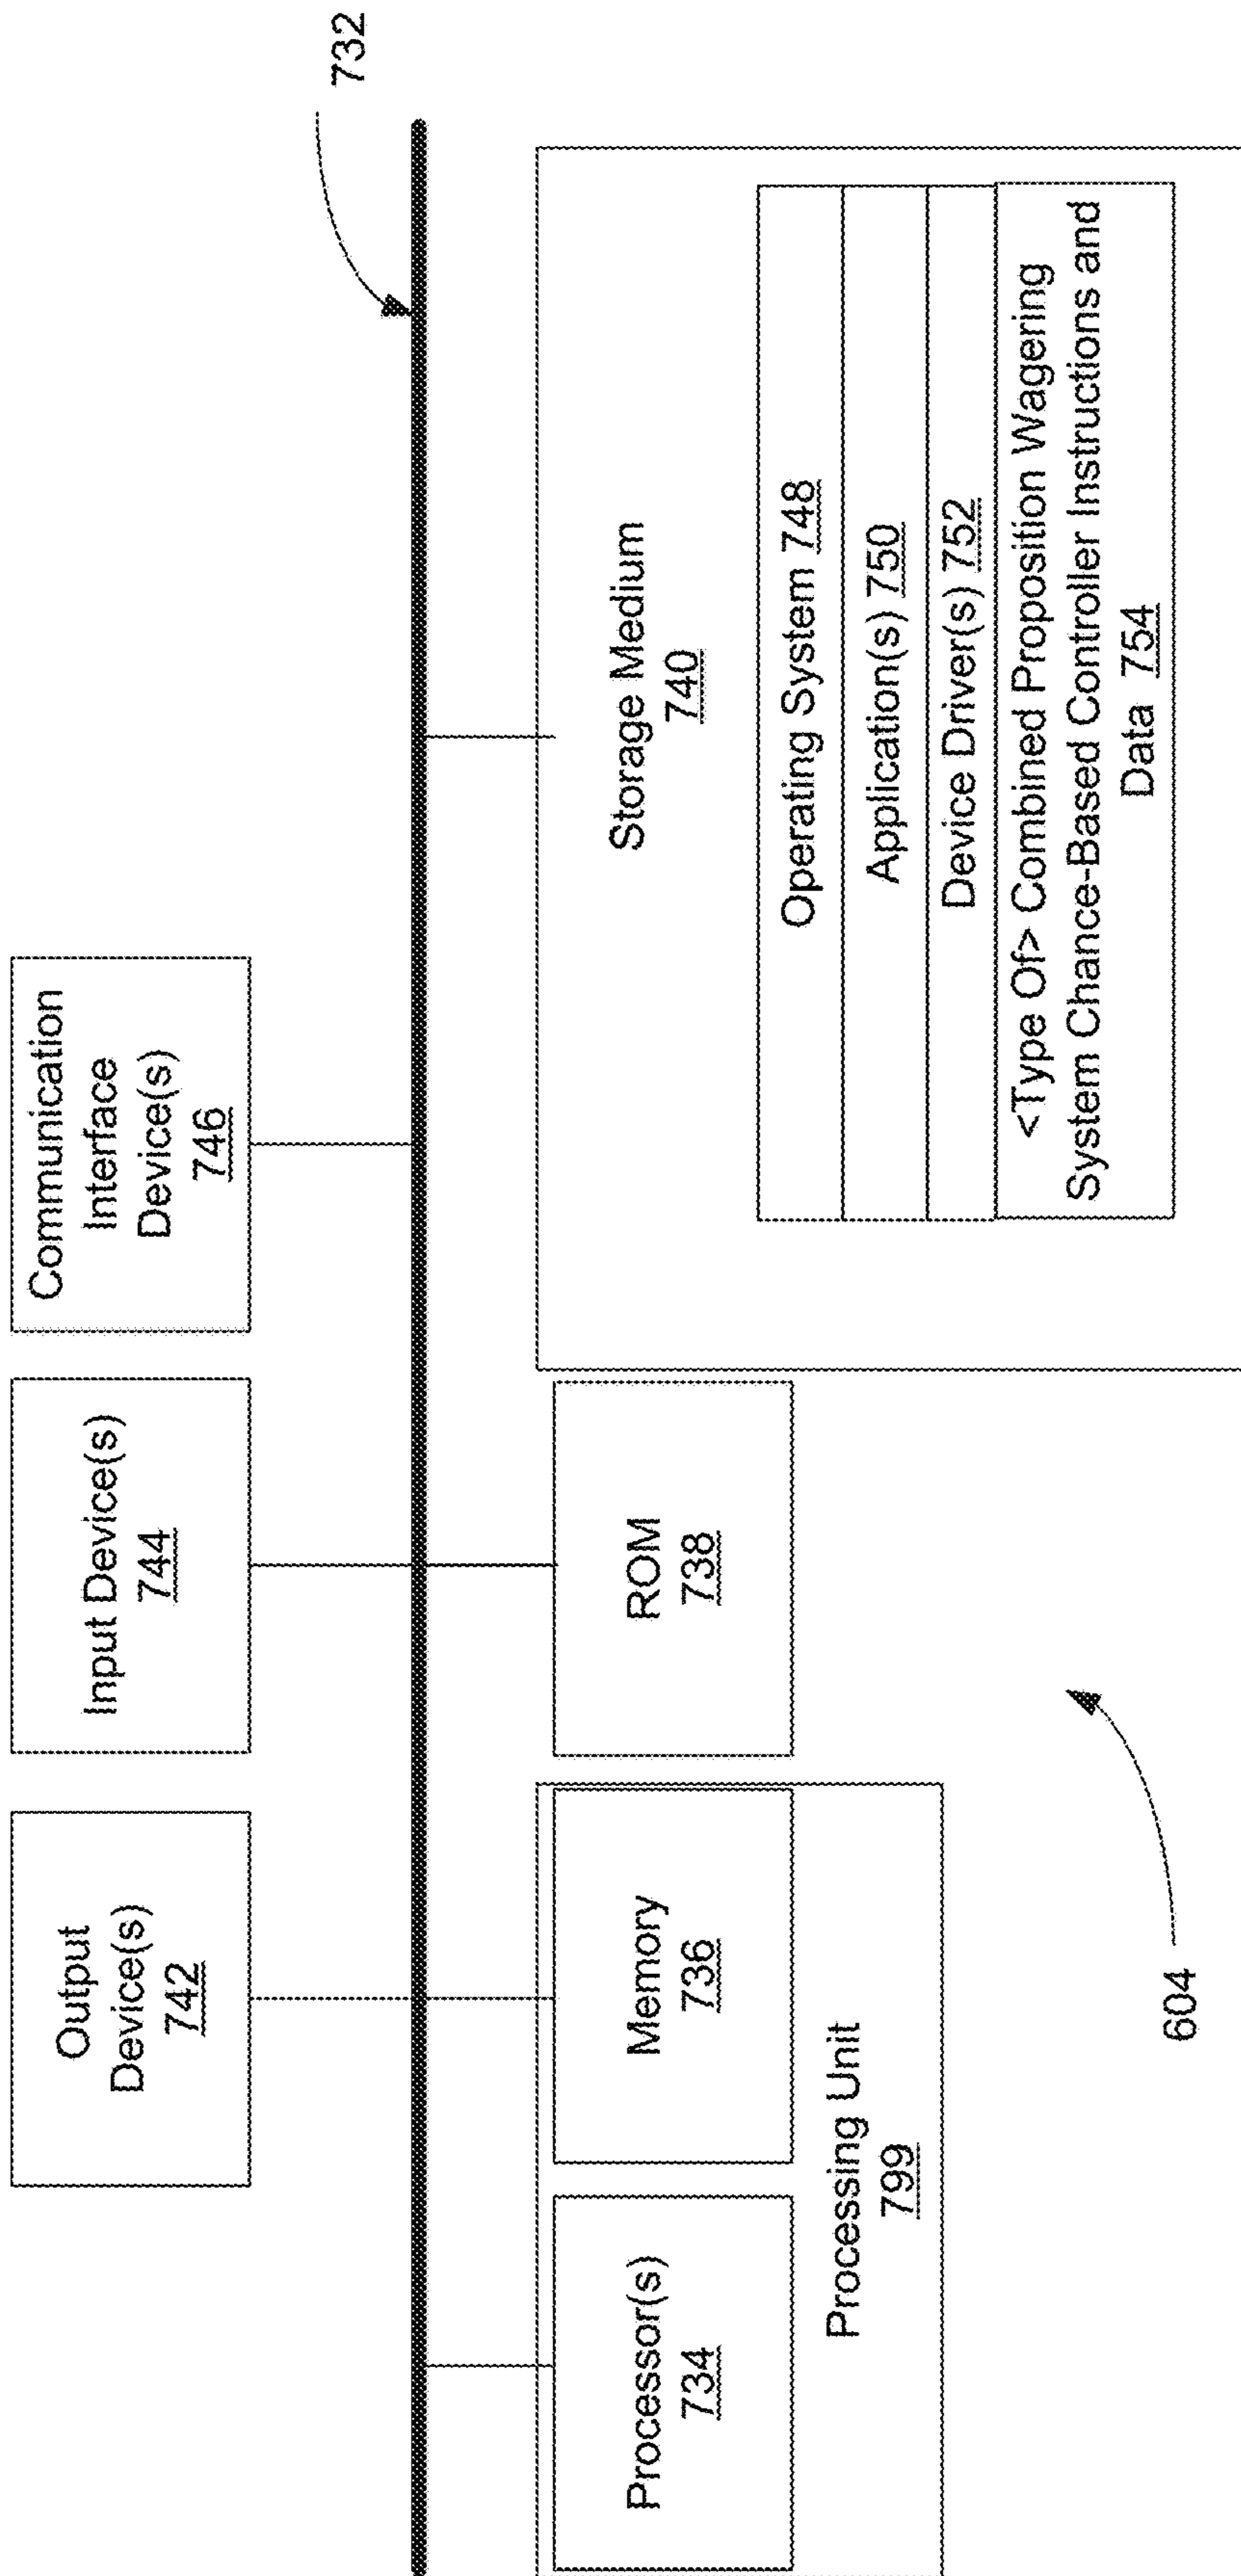 732
Output
Device(s)
742
Input Device(s)
744
Communication
Interface
Device(s)
746
Processor(s)
734
Memory
736
Processing Unit
799
ROM
738
Storage Medium
740
Operating System 748
Application(s) 750
Device Driver(s) 752
<Type Of> Combined Proposition Wagering
System Chance-Based Controller Instructions and
Data 754
604